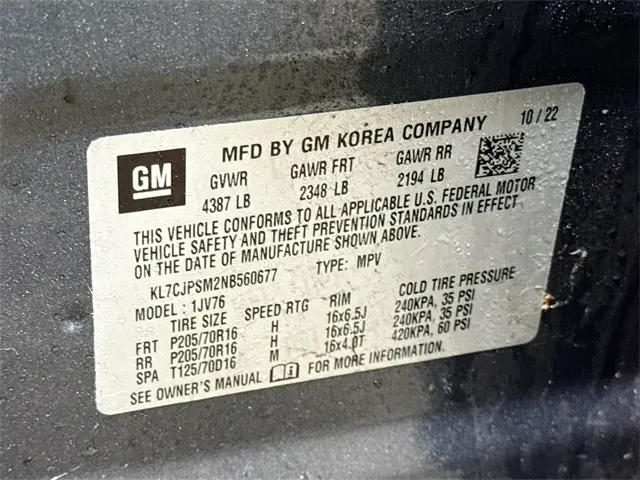 GM
MFD BY GM KOREA COMPANY 10 / 22
GVWR GAWR FRT GAWR RR
4387 LB 2348 LB 2194 LB
THIS VEHICLE CONFORMS TO ALL APPLICABLE U.S. FEDERAL MOTOR
VEHICLE SAFETY AND THEFT PREVENTION STANDARDS IN EFFECT
ON THE DATE OF MANUFACTURE SHOWN ABOVE.
KL7CJPSM2NB560677 TYPE: MPV
MODEL : 1JV76
TIRE SIZE SPEED RTG RIM COLD TIRE PRESSURE
FRT P205/70R16 H 16x6.5J 240KPA, 35 PSI
RR P205/70R16 H 16x6.5J 240KPA, 35 PSI
SPA T125/70D16 M 16x4.0T 420KPA, 60 PSI
SEE OWNER'S MANUAL FOR MORE INFORMATION.